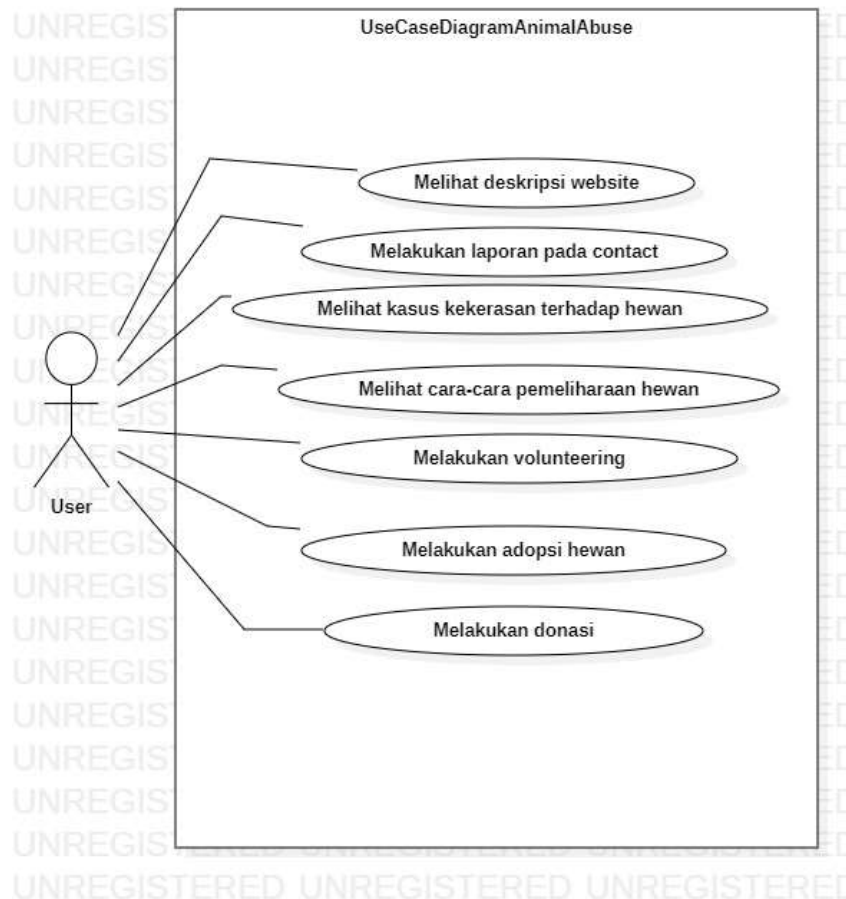 UseCaseDiagramAnimalAbuse
Melihat deskripsi website
Melakukan laporan pada contact
Melihat kasus kekerasan terhadap hewan
Melihat cara-cara pemeliharaan hewan
Melakukan volunteering
User
Melakukan adopsi hewan
Melakukan donasi
UNREGISTERED UNREGISTERED UNREGISTERED